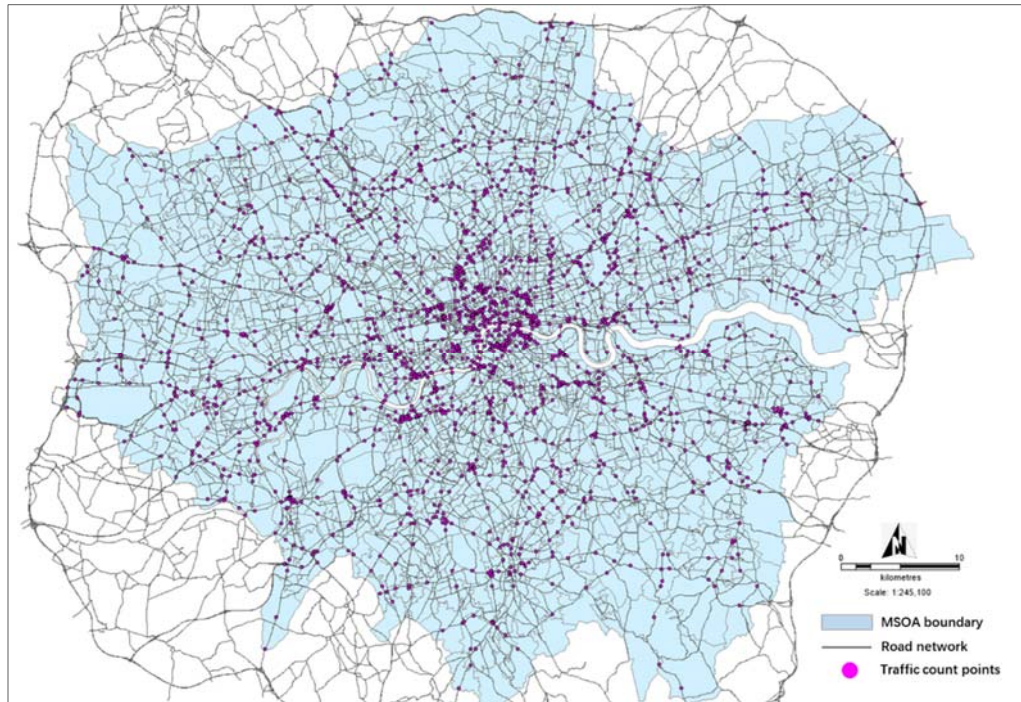 N
0 10
kilometres
Scale: 1:245,100
MSOA boundary
Road network
Traffic count points